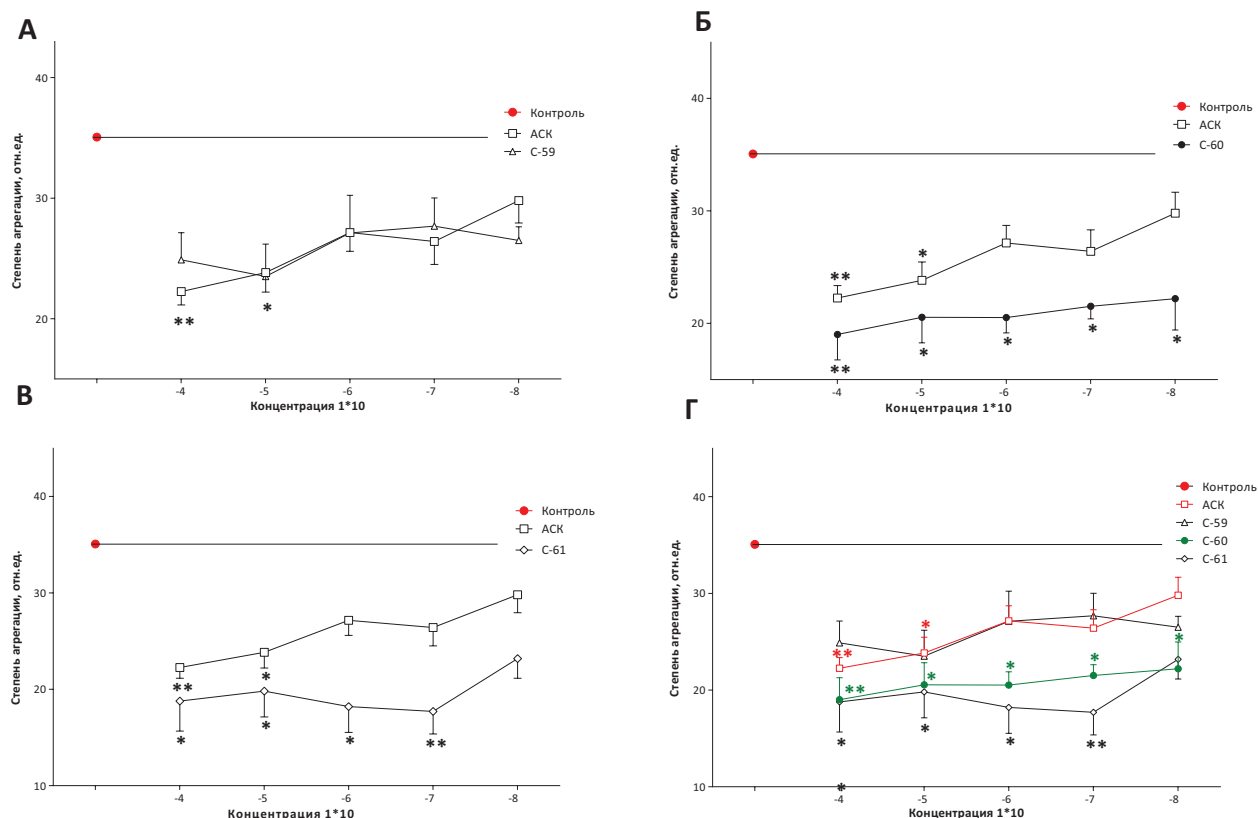 А
Степень агрегации, отн.ед.
40
30
20
Контроль
АСК
С-59
**
*
-4 -5 -6 -7 -8
Концентрация 1*10
Б
Степень агрегации, отн.ед.
40
30
20
Контроль
АСК
С-60
** *
** * * * *
-4 -5 -6 -7 -8
Концентрация 1*10
В
Степень агрегации, отн.ед.
40
30
20
10
Контроль
АСК
С-61
** *
* * * **
-4 -5 -6 -7 -8
Концентрация 1*10
Г
Степень агрегации, отн.ед.
40
30
20
10
Контроль
АСК
С-59
С-60
С-61
** *
** * * * *
* * * **
*
-4 -5 -6 -7 -8
Концентрация 1*10